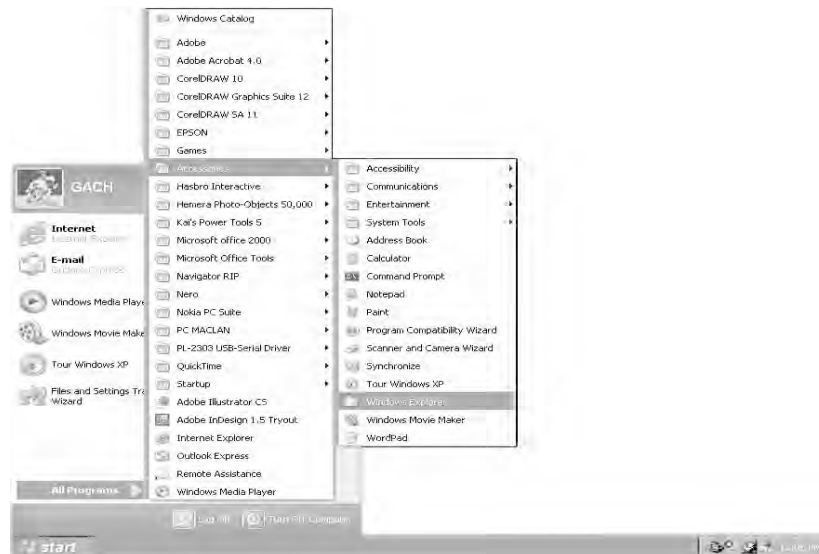 Windows Catalog
Adobe
Adobe Acrobat 4.0
CorelDRAW 10
CorelDRAW Graphics Suite 12
CorelDRAW SA 11
EPSON
Games
Accessories
Hasbro Interactive
Hemera Photo-Objects 50,000
Kai's Power Tools 5
Microsoft office 2000
Microsoft Office Tools
Navigator RIP
Nero
Nokia PC Suite
PC MACLAN
PL-2303 USB-Serial Driver
QuickTime
Startup
Adobe Illustrator CS
Adobe InDesign 1.5 Tryout
Internet Explorer
Outlook Express
Remote Assistance
Windows Media Player
Accessibility
Communications
Entertainment
System Tools
Address Book
Calculator
Command Prompt
Notepad
Paint
Program Compatibility Wizard
Scanner and Camera Wizard
Synchronize
Tour Windows XP
Windows Explorer
Windows Movie Maker
WordPad
GACH
Internet
Internet Explorer
E-mail
Outlook Express
Windows Media Playe
Windows Movie Make
Tour Windows XP
Files and Settings Tra
Wizard
All Programs
Log Off
Turn Off Computer
start